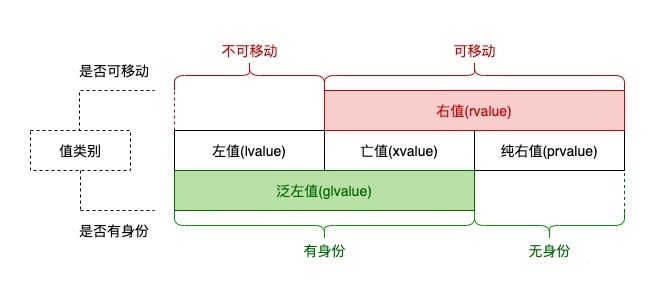 不可移动
可移动
是否可移动
右值(rvalue)
值类别
左值(lvalue)
亡值(xvalue)
纯右值(prvalue)
泛左值(glvalue)
是否有身份
有身份
无身份